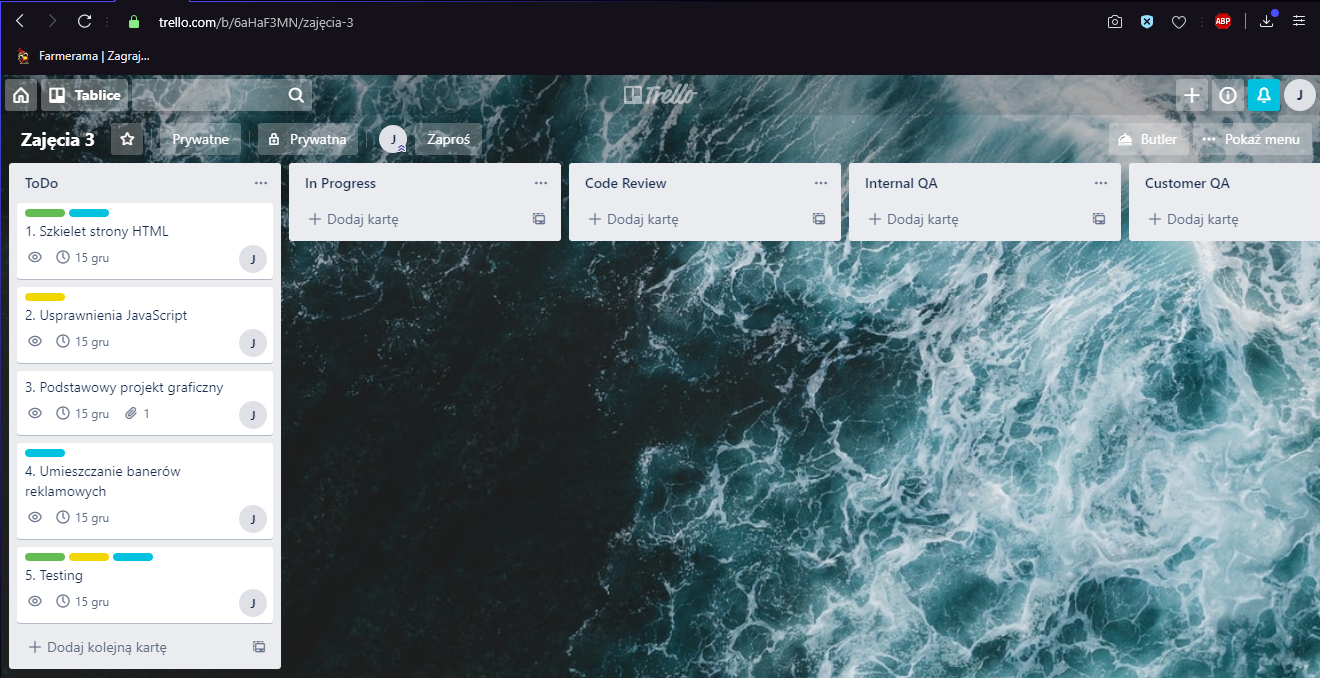 trello.com/b/6aHaF3MN/zajęcia-3
ABP
Farmerama | Zagraj...
Tablice
Trello
J
Zajęcia 3
Prywatne
Prywatna
J
Zaproś
Butler
Pokaż menu
ToDo
1. Szkielet strony HTML
15 gru
J
2. Usprawnienia JavaScript
15 gru
J
3. Podstawowy projekt graficzny
15 gru
1
J
4. Umieszczanie banerów
reklamowych
15 gru
J
5. Testing
15 gru
J
+ Dodaj kolejną kartę
In Progress
+ Dodaj kartę
Code Review
+ Dodaj kartę
Internal QA
+ Dodaj kartę
Customer QA
+ Dodaj kartę